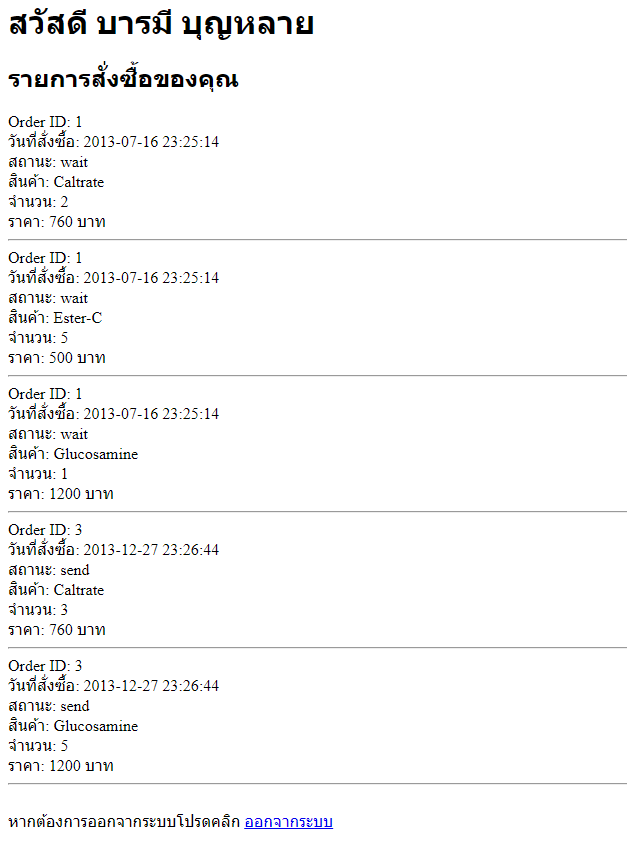 สวัสดี บารมี บุญหลาย
รายการสั่งซื้อของคุณ
Order ID: 1
วันที่สั่งซื้อ: 2013-07-16 23:25:14
สถานะ: wait
สินค้า: Caltrate
จำนวน: 2
ราคา: 760 บาท
Order ID: 1
วันที่สั่งซื้อ: 2013-07-16 23:25:14
สถานะ: wait
สินค้า: Ester-C
จำนวน: 5
ราคา: 500 บาท
Order ID: 1
วันที่สั่งซื้อ: 2013-07-16 23:25:14
สถานะ: wait
สินค้า: Glucosamine
จำนวน: 1
ราคา: 1200 บาท
Order ID: 3
วันที่สั่งซื้อ: 2013-12-27 23:26:44
สถานะ: send
สินค้า: Caltrate
จำนวน: 3
ราคา: 760 บาท
Order ID: 3
วันที่สั่งซื้อ: 2013-12-27 23:26:44
สถานะ: send
สินค้า: Glucosamine
จำนวน: 5
ราคา: 1200 บาท
หากต้องการออกจากระบบโปรดคลิก ออกจากระบบ